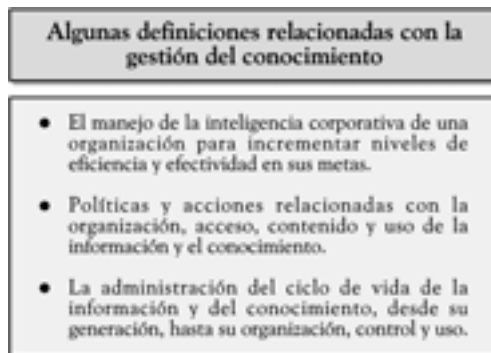 Algunas definiciones relacionadas con la
gestión del conocimiento
● El manejo de la inteligencia corporativa de una
organización para incrementar niveles de
eficiencia y efectividad en sus metas.
● Políticas y acciones relacionadas con la
organización, acceso, contenido y uso de la
información y el conocimiento.
● La administración del ciclo de vida de la
información y del conocimiento, desde su
generación, hasta su organización, control y uso.